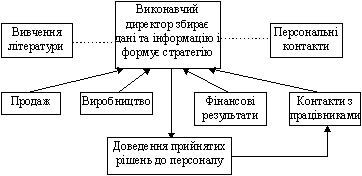 Виконавчий
директор збирає
дані та інформацію і
формує стратегію
Вивчення
літератури
Персональні
контакти
Продаж
Виробництво
Фінансові
результати
Контакти з
працівниками
Доведення прийнятих
рішень до персоналу